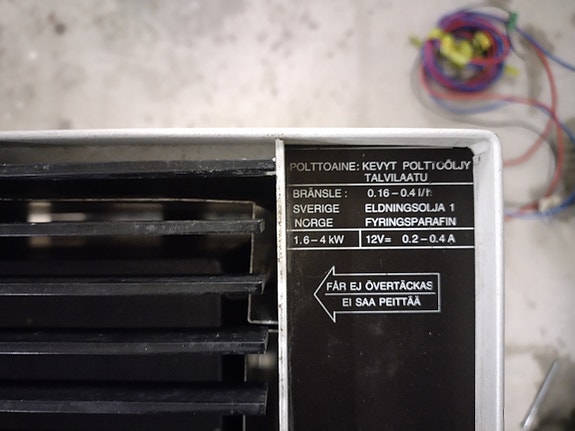 POLTTOAINE: KEVYT POLTTOÖLJY
TALVILAATU
BRÄNSLE : 0.16 – 0.4 l/h
SVERIGE ELDNINGSOLJA 1
NORGE FYRINGSPARAFIN
1.6 – 4 kW 12V= 0.2 – 0.4 A
FÅR EJ ÖVERTÄCKAS
EI SAA PEITTÄÄ